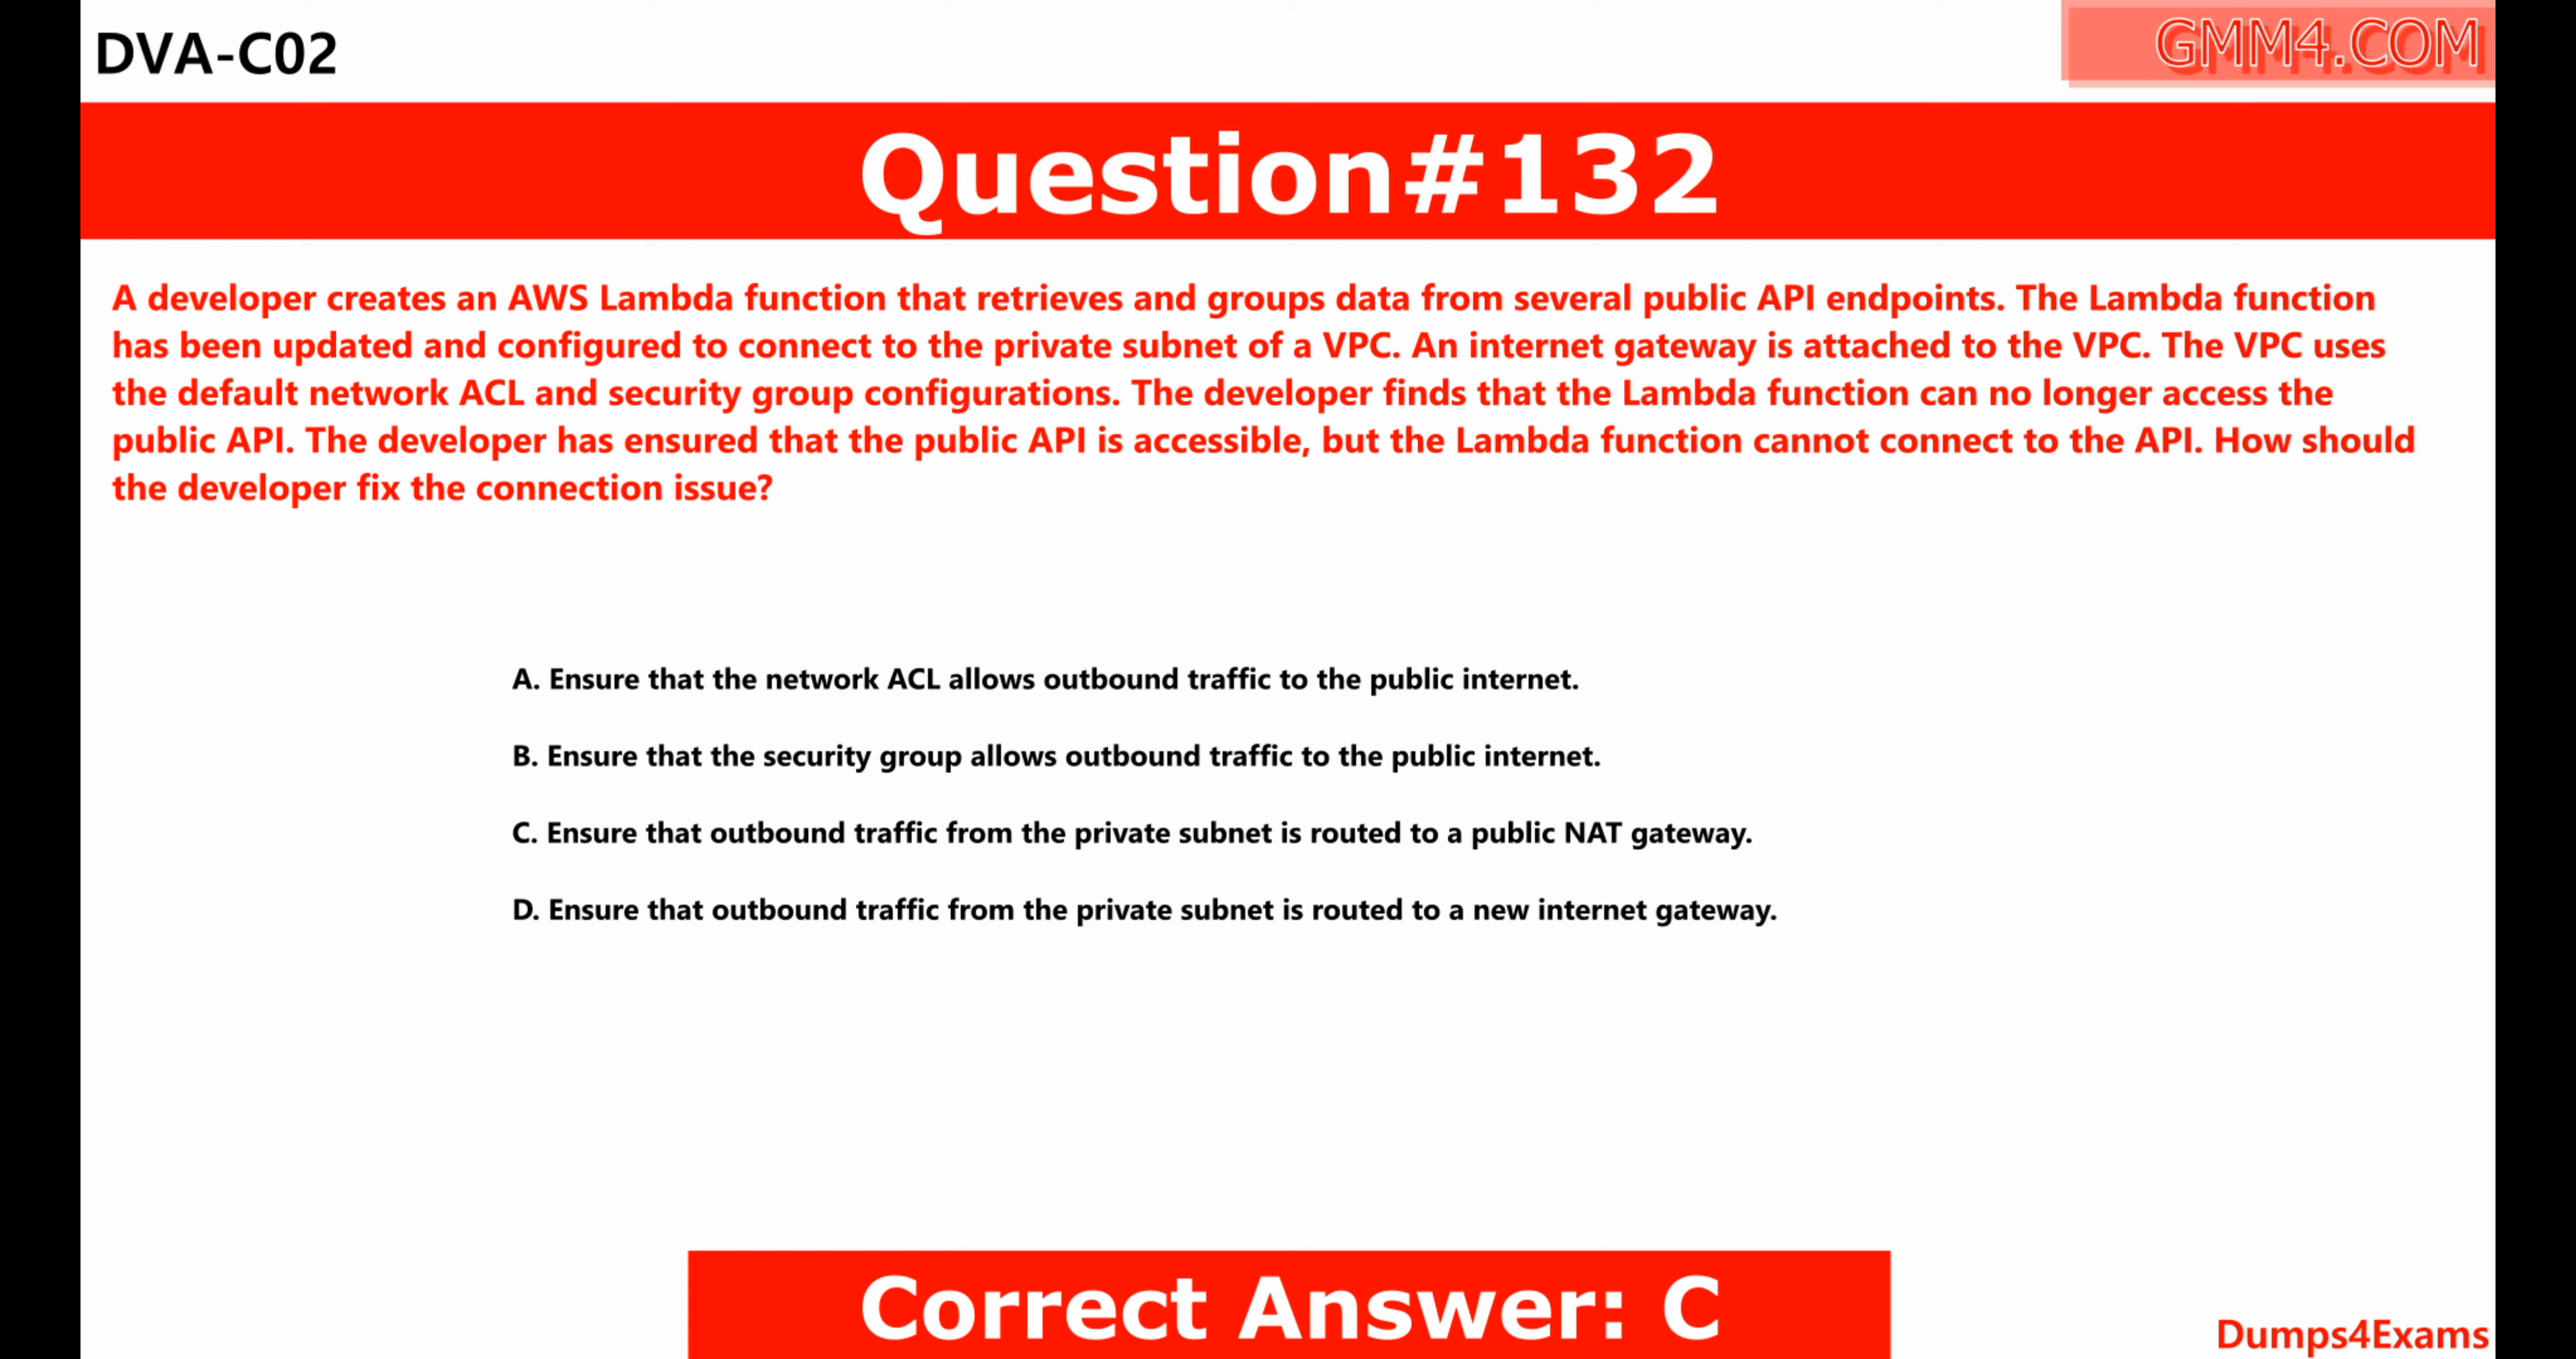 DVA-C02
GMM4.COM
Question#132
A developer creates an AWS Lambda function that retrieves and groups data from several public API endpoints. The Lambda function
has been updated and configured to connect to the private subnet of a VPC. An internet gateway is attached to the VPC. The VPC uses
the default network ACL and security group configurations. The developer finds that the Lambda function can no longer access the
public API. The developer has ensured that the public API is accessible, but the Lambda function cannot connect to the API. How should
the developer fix the connection issue?
A. Ensure that the network ACL allows outbound traffic to the public internet.
B. Ensure that the security group allows outbound traffic to the public internet.
C. Ensure that outbound traffic from the private subnet is routed to a public NAT gateway.
D. Ensure that outbound traffic from the private subnet is routed to a new internet gateway.
Correct Answer: C
Dumps4Exams